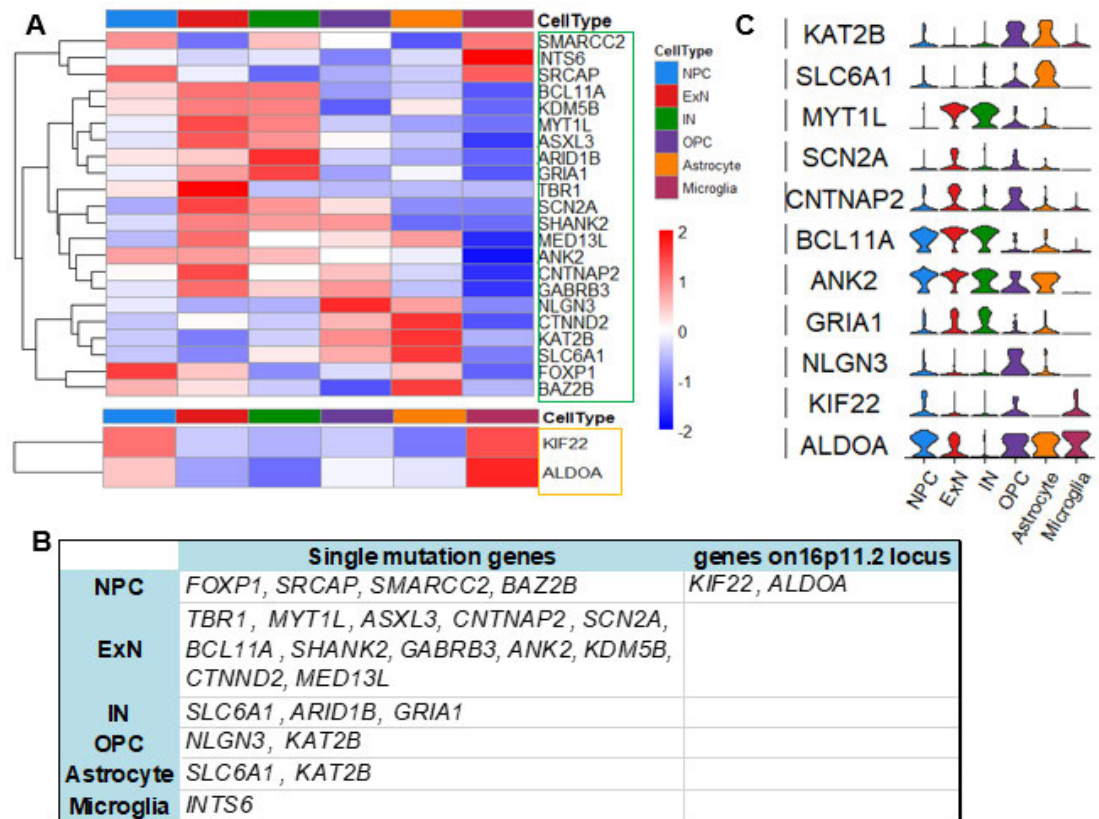 A
CellType
SMARCC2
NTS6
SRCAP
BCL11A
KDM5B
MYT1L
ASXL3
ARID1B
GRIA1
TBR1
SCN2A
SHANK2
MED13L
ANK2
CNTNAP2
GABRB3
NLGN3
CTNND2
KAT2B
SLC6A1
FOXP1
BAZ2B
CellType
NPC
ExN
IN
OPC
Astrocyte
Microglia
2
1
0
-1
-2
CellType
KIF22
ALDOA
C
KAT2B
SLC6A1
MYT1L
SCN2A
CNTNAP2
BCL11A
ANK2
GRIA1
NLGN3
KIF22
ALDOA
NPC
ExN
IN
OPC
Astrocyte
Microglia
B
Single mutation genes genes on16p11.2 locus
NPC FOXP1, SRCAP, SMARCC2, BAZ2B KIF22, ALDOA
TBR1, MYT1L, ASXL3, CNTNAP2, SCN2A,
ExN BCL11A, SHANK2, GABRB3, ANK2, KDM5B,
CTNND2, MED13L
IN SLC6A1, ARID1B, GRIA1
OPC NLGN3, KAT2B
Astrocyte SLC6A1, KAT2B
Microglia INTS6